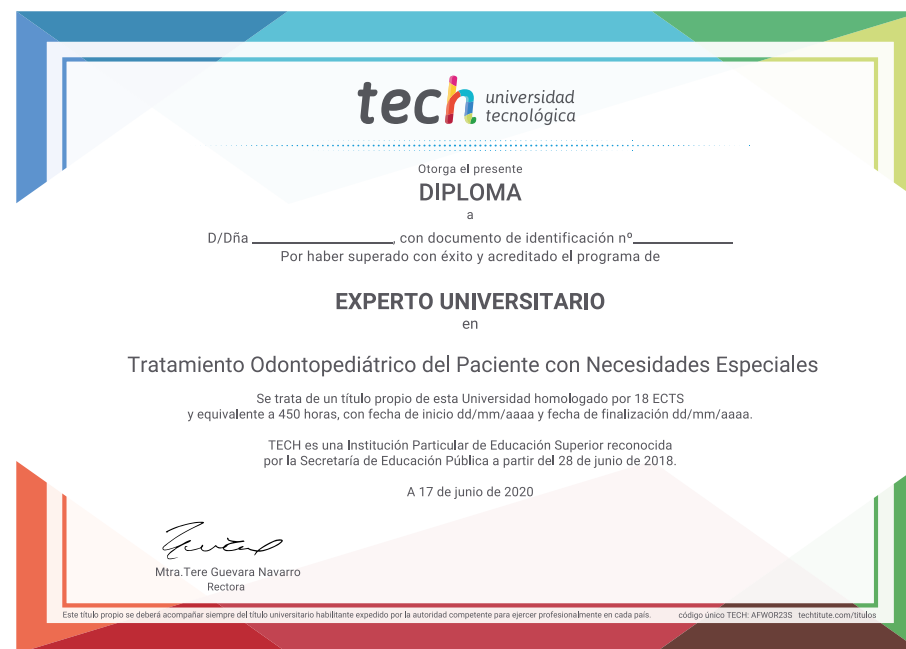 tech universidad
tecnológica
Otorga el presente
DIPLOMA
a
D/Dña ____________________, con documento de identificación nº______________
Por haber superado con éxito y acreditado el programa de
EXPERTO UNIVERSITARIO
en
Tratamiento Odontopediátrico del Paciente con Necesidades Especiales
Se trata de un título propio de esta Universidad homologado por 18 ECTS
y equivalente a 450 horas, con fecha de inicio dd/mm/aaaa y fecha de finalización dd/mm/aaaa.
TECH es una Institución Particular de Educación Superior reconocida
por la Secretaría de Educación Pública a partir del 28 de junio de 2018.
A 17 de junio de 2020
Mtra.Tere Guevara Navarro
Rectora
Este título propio se deberá acompañar siempre del título universitario habilitante expedido por la autoridad competente para ejercer profesionalmente en cada país. código único TECH: AFWOR23S techtitute.com/titulos